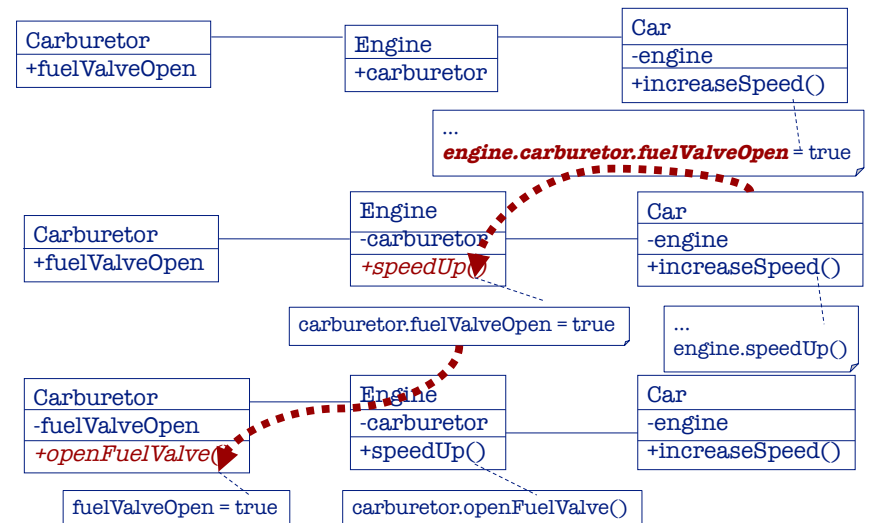 Carburetor
+fuelValveOpen
Engine
+carburetor
Car
-engine
+increaseSpeed()
...
engine.carburetor.fuelValveOpen = true
Carburetor
+fuelValveOpen
Engine
-carburetor
+speedUp()
Car
-engine
+increaseSpeed()
carburetor.fuelValveOpen = true
...
engine.speedUp()
Carburetor
-fuelValveOpen
+openFuelValve()
Engine
-carburetor
+speedUp()
Car
-engine
+increaseSpeed()
fuelValveOpen = true
carburetor.openFuelValve()